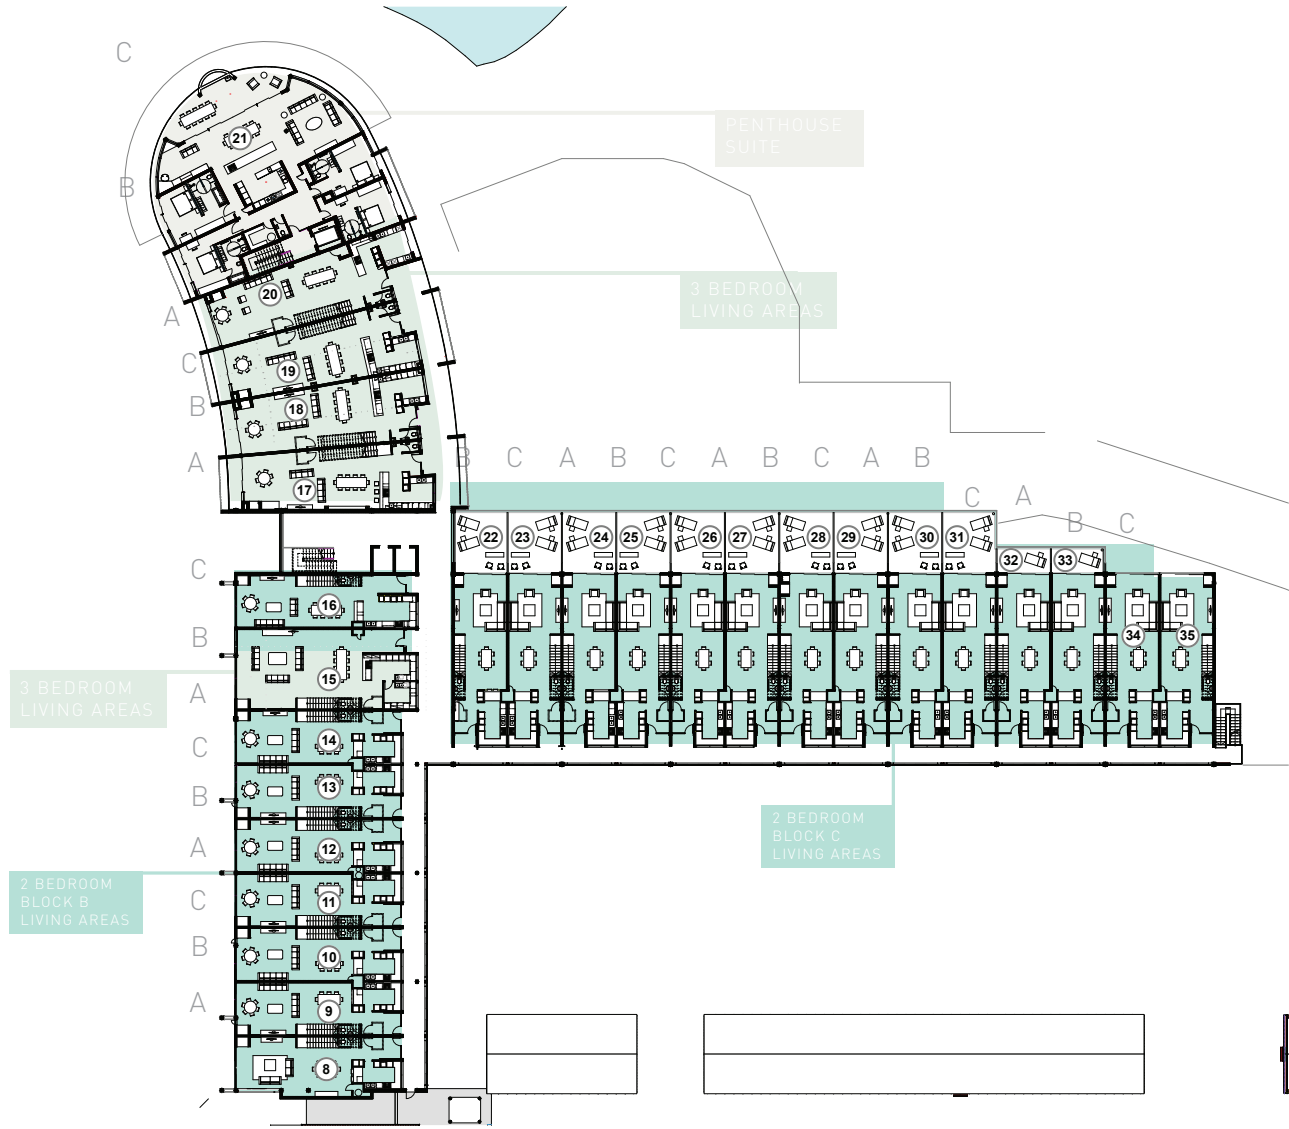 C
PENTHOUSE
SUITE
21
B
3 BEDROOM
LIVING AREAS
20
A
C
19
B
18
A
17
B C A B C A B C A B
C A
B C
22 23 24 25 26 27 28 29 30 31
32 33
C
16
B
34 35
15
3 BEDROOM
LIVING AREAS
A
14
C
13
B
2 BEDROOM
BLOCK C
LIVING AREAS
12
A
2 BEDROOM
BLOCK B
LIVING AREAS
11
C
B
10
A
9
8